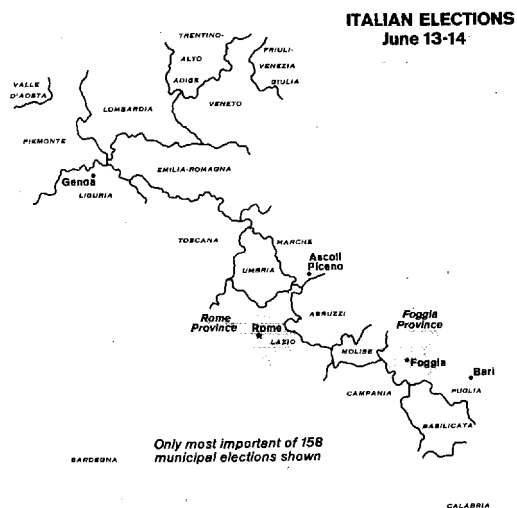 ITALIAN ELECTIONS
June 13-14
TRENTINO-
ALTO
ADIGE
FRIULI-
VENEZIA
GIULIA
VALLE
D'AOSTA
LOMBARDIA
VENETO
PIEMONTE
EMILIA-ROMAGNA
Genoa
LIGURIA
TOSCANA
MARCHE
Ascoli
Piceno
UMBRIA
Rome
Province
Rome
LAZIO
ABRUZZI
Foggia
Province
MOLISE
Foggia
Bari
CAMPANIA
PUGLIA
BASILICATA
Only most important of 158
municipal elections shown
SARDEGNA
CALABRIA